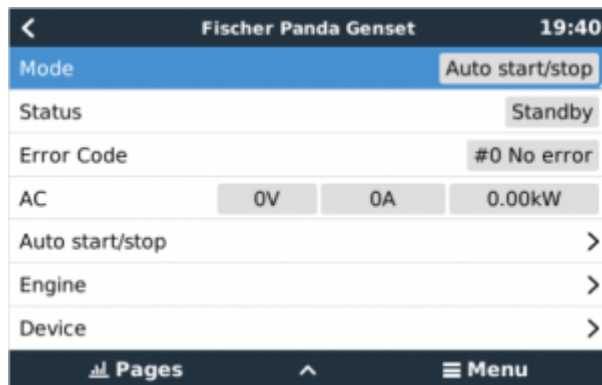 Fischer Panda Genset 19:40
Mode Auto start/stop
Status Standby
Error Code #0 No error
AC 0V 0A 0.00kW
Auto start/stop
Engine
Device
Pages Menu